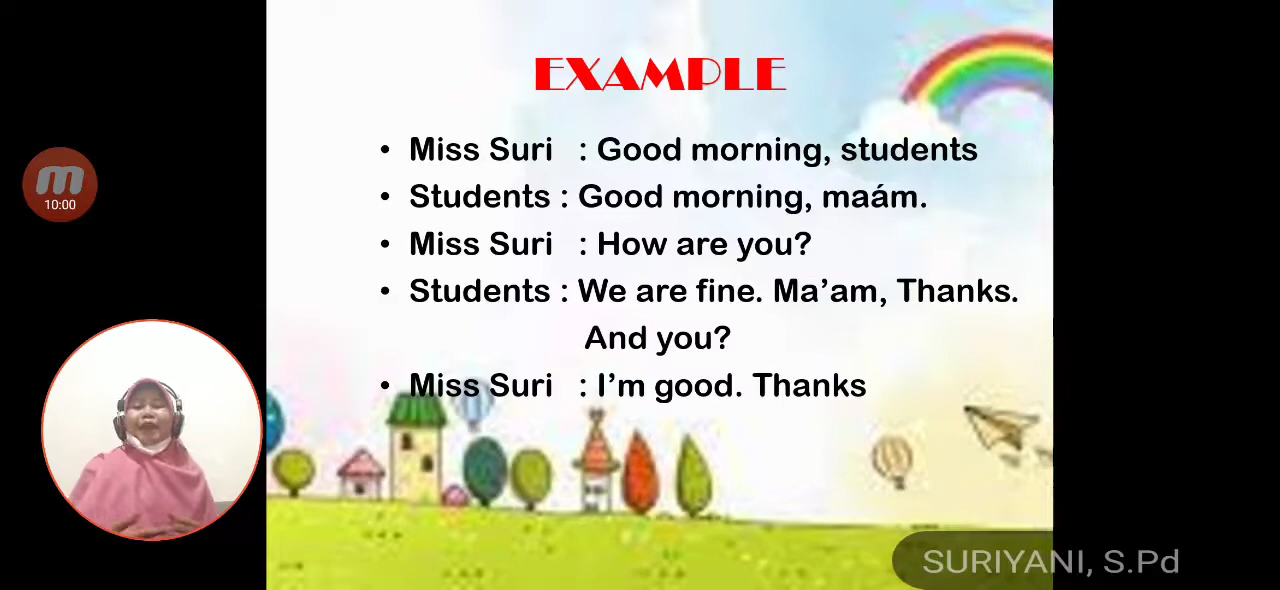 EXAMPLE
• Miss Suri : Good morning, students
• Students : Good morning, maám.
• Miss Suri : How are you?
• Students : We are fine. Ma’am, Thanks.
And you?
• Miss Suri : I’m good. Thanks
m
10:00
SURIYANI, S.Pd